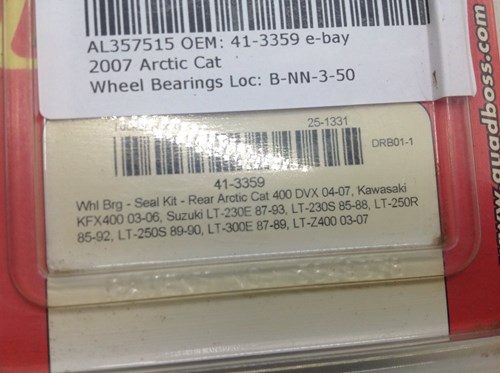 AL357515 OEM: 41-3359 e-bay
2007 Arctic Cat
Wheel Bearings Loc: B-NN-3-50
25-1331
DRB01-1
41-3359
Whl Brg - Seal Kit - Rear Arctic Cat 400 DVX 04-07, Kawasaki
KFX400 03-06, Suzuki LT-230E 87-93, LT-230S 85-88, LT-250R
85-92, LT-250S 89-90, LT-300E 87-89, LT-Z400 03-07
www.quadboss.com